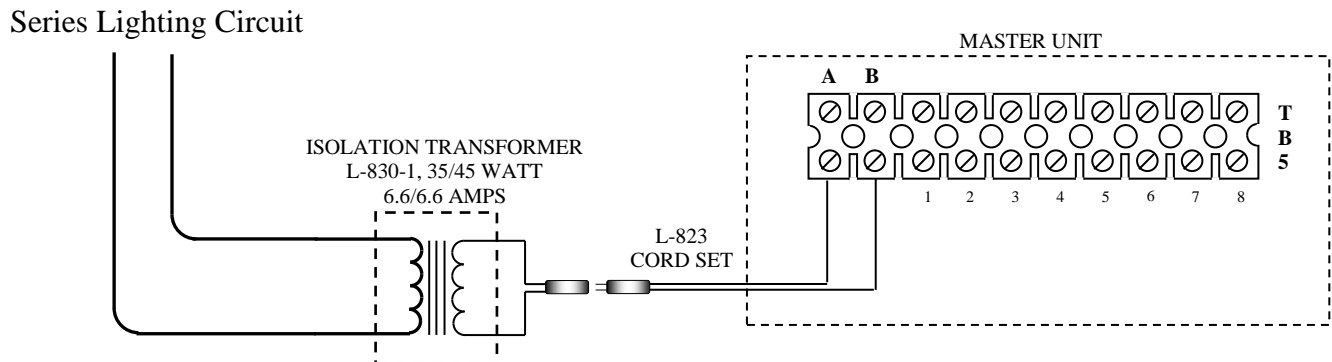 Series Lighting Circuit
MASTER UNIT
A B
T
B
5
1 2 3 4 5 6 7 8
ISOLATION TRANSFORMER
L-830-1, 35/45 WATT
6.6/6.6 AMPS
L-823
CORD SET